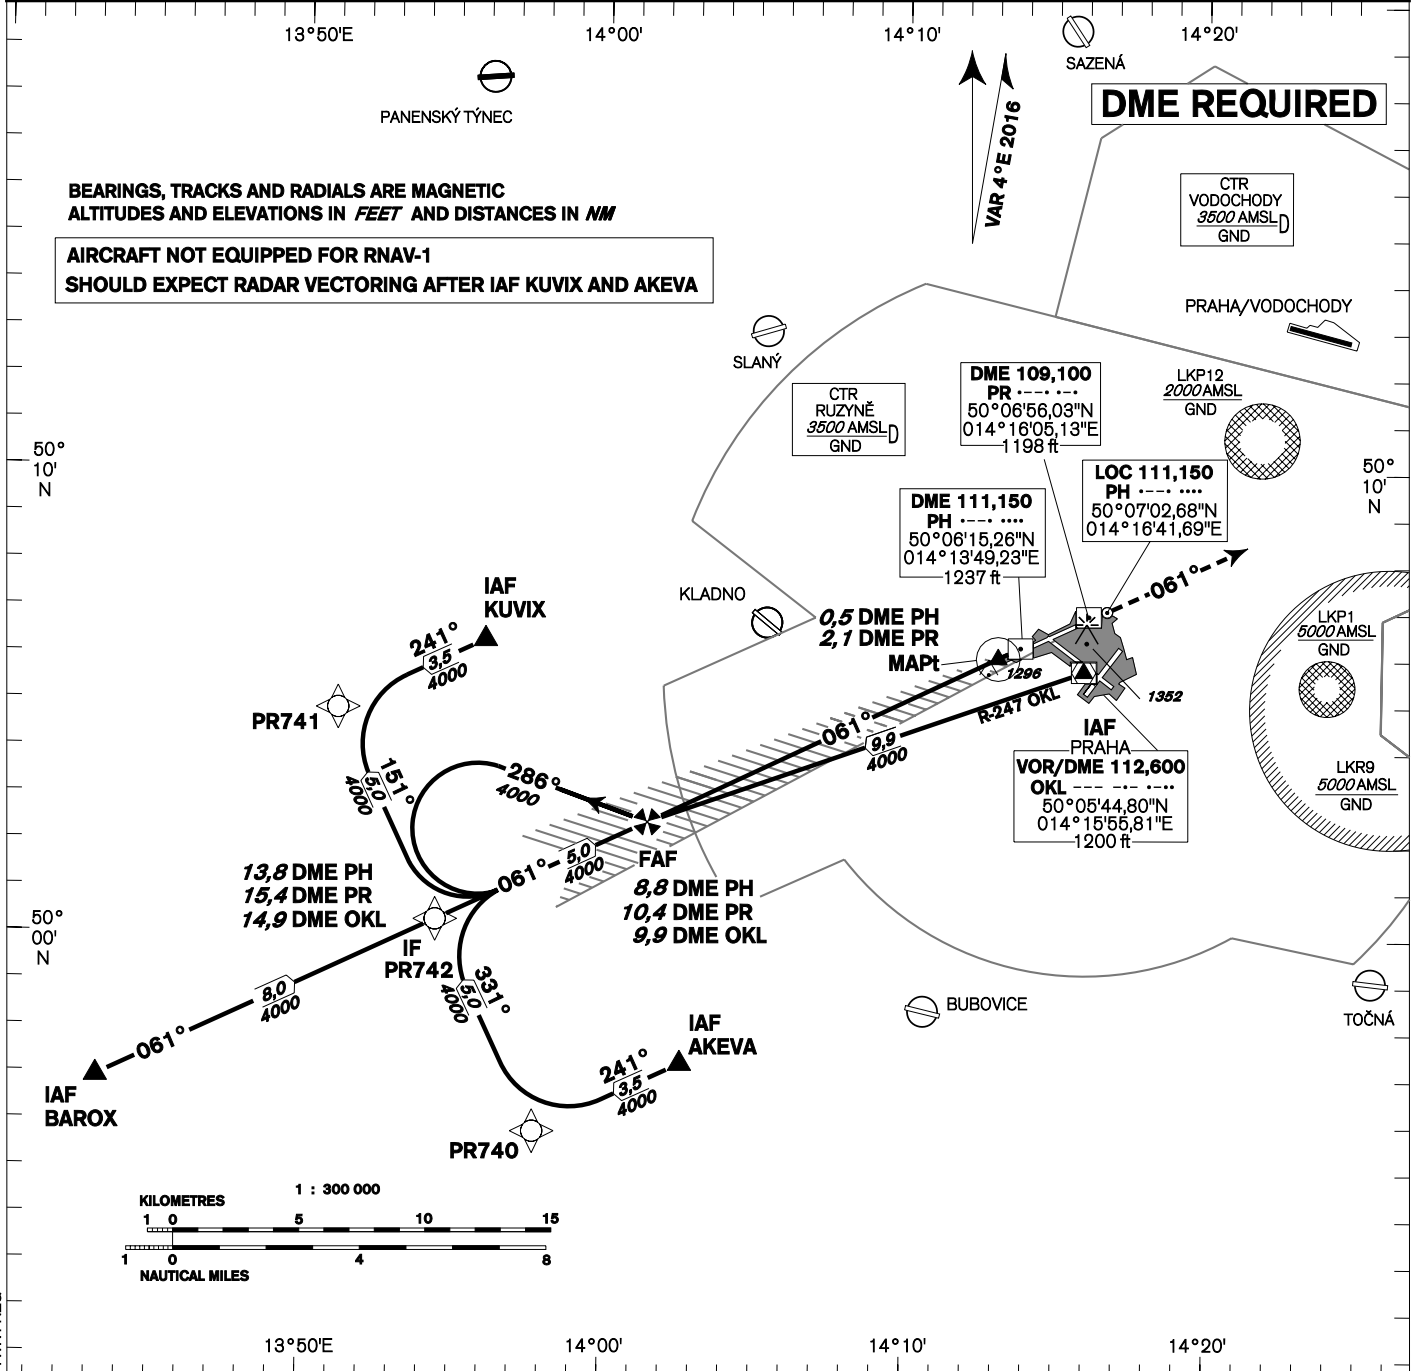 13°50'E
14°00'
14°10'
14°20'
SAZENÁ
PANENSKÝ TÝNEC
DME REQUIRED
VAR 4°E 2016
BEARINGS, TRACKS AND RADIALS ARE MAGNETIC
ALTITUDES AND ELEVATIONS IN FEET AND DISTANCES IN NM
AIRCRAFT NOT EQUIPPED FOR RNAV-1
SHOULD EXPECT RADAR VECTORING AFTER IAF KUVIX AND AKEVA
CTR
VODOCHODY
3500 AMSL D
GND
PRAHA/VODOCHODY
SLANÝ
CTR
RUZYNĚ
3500 AMSL D
GND
DME 109,100
PR ·--· ·-·
50°06'56,03"N
014°16'05,13"E
1198 ft
LKP12
2000 AMSL
GND
50°
10'
N
50°
10'
N
LOC 111,150
PH ·--· ····
50°07'02,68"N
014°16'41,69"E
DME 111,150
PH ·--· ····
50°06'15,26"N
014°13'49,23"E
1237 ft
061°
KLADNO
IAF
KUVIX
0,5 DME PH
2,1 DME PR
MAPt
1296
1352
LKP1
5000 AMSL
GND
241°
3,5
4000
PR741
R-247 OKL
061°
9,9
4000
IAF
PRAHA
VOR/DME 112,600
OKL --- -·- ·-··
50°05'44,80"N
014°15'55,81"E
1200 ft
LKR9
5000 AMSL
GND
151°
5,0
4000
286°
4000
061°
5,0
4000
FAF
8,8 DME PH
10,4 DME PR
9,9 DME OKL
13,8 DME PH
15,4 DME PR
14,9 DME OKL
50°
00'
N
IF
PR742
331°
5,0
4000
8,0
4000
061°
IAF
BAROX
BUBOVICE
TOČNÁ
IAF
AKEVA
241°
3,5
4000
PR740
1 : 300 000
KILOMETRES
1 0 5 10 15
1 0 4 8
NAUTICAL MILES
13°50'E
14°00'
14°10'
14°20'